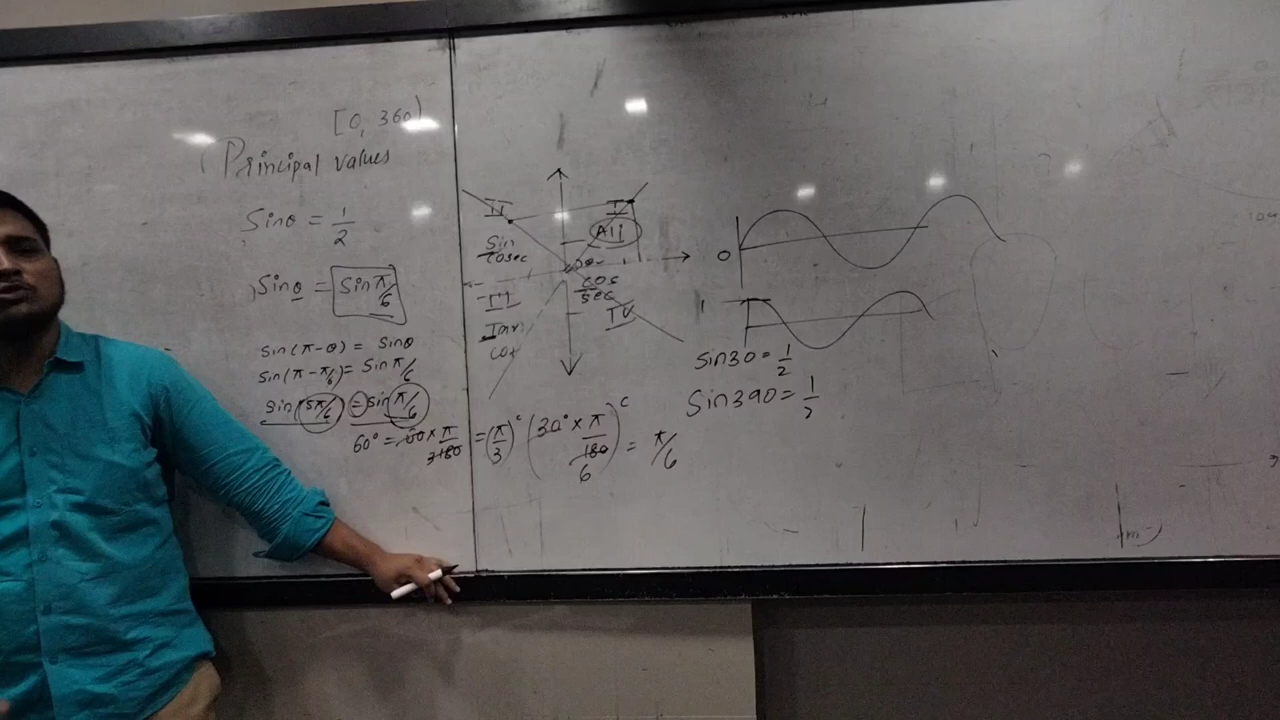 [0, 360)
Principal values
Sinθ = 1/2
Sinθ = Sin π/6
Sin(π-θ) = Sinθ
Sin(π-π/6) = Sin π/6
Sin(5π/6) = Sin(π/6)
60° = 60 × π/180 3 = (π/3)ᶜ (30° × π/180 6)ᶜ = π/6
II I
All
Sin
Cosec
θ
cos
sec
III IV
cot
0
1
Sin30 = 1/2
Sin390 = 1/2